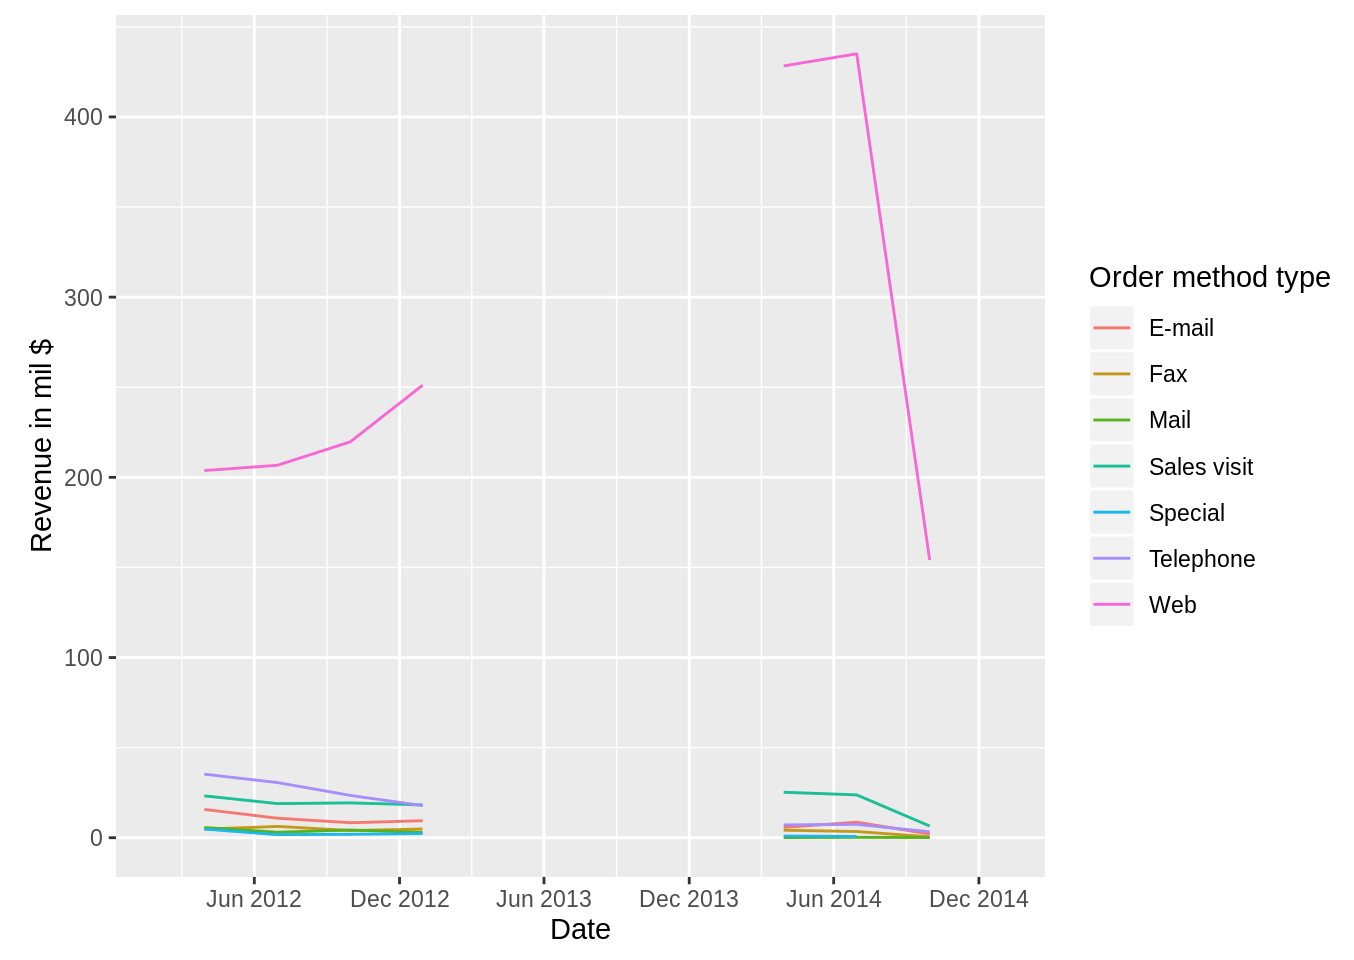 400
300
200
100
0
Revenue in mil $
Jun 2012
Dec 2012
Jun 2013
Dec 2013
Jun 2014
Dec 2014
Date
Order method type
E-mail
Fax
Mail
Sales visit
Special
Telephone
Web